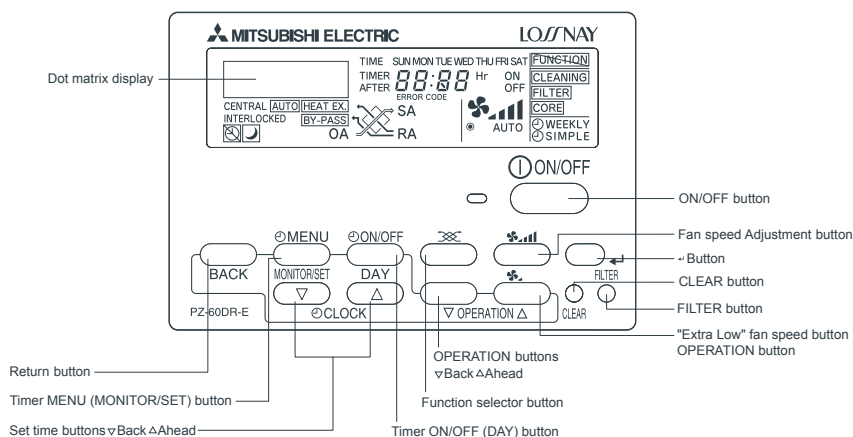 MITSUBISHI ELECTRIC LOSSNAY
Dot matrix display
TIME SUN MON TUE WED THU FRI SAT FUNCTION
TIMER 88:88 Hr ON CLEANING
AFTER OFF FILTER
ERROR CODE
CENTRAL AUTO HEAT EX. SA CORE
INTERLOCKED BY-PASS AUTO WEEKLY
OA RA SIMPLE
ON/OFF
ON/OFF button
MENU ON/OFF
Fan speed Adjustment button
↵ Button
BACK MONITOR/SET DAY FILTER
▽ △
CLEAR button
PZ-60DR-E CLOCK ▽ OPERATION △ CLEAR
FILTER button
"Extra Low" fan speed button
OPERATION button
OPERATION buttons
▽Back △Ahead
Return button
Function selector button
Timer MENU (MONITOR/SET) button
Set time buttons ▽Back △Ahead
Timer ON/OFF (DAY) button